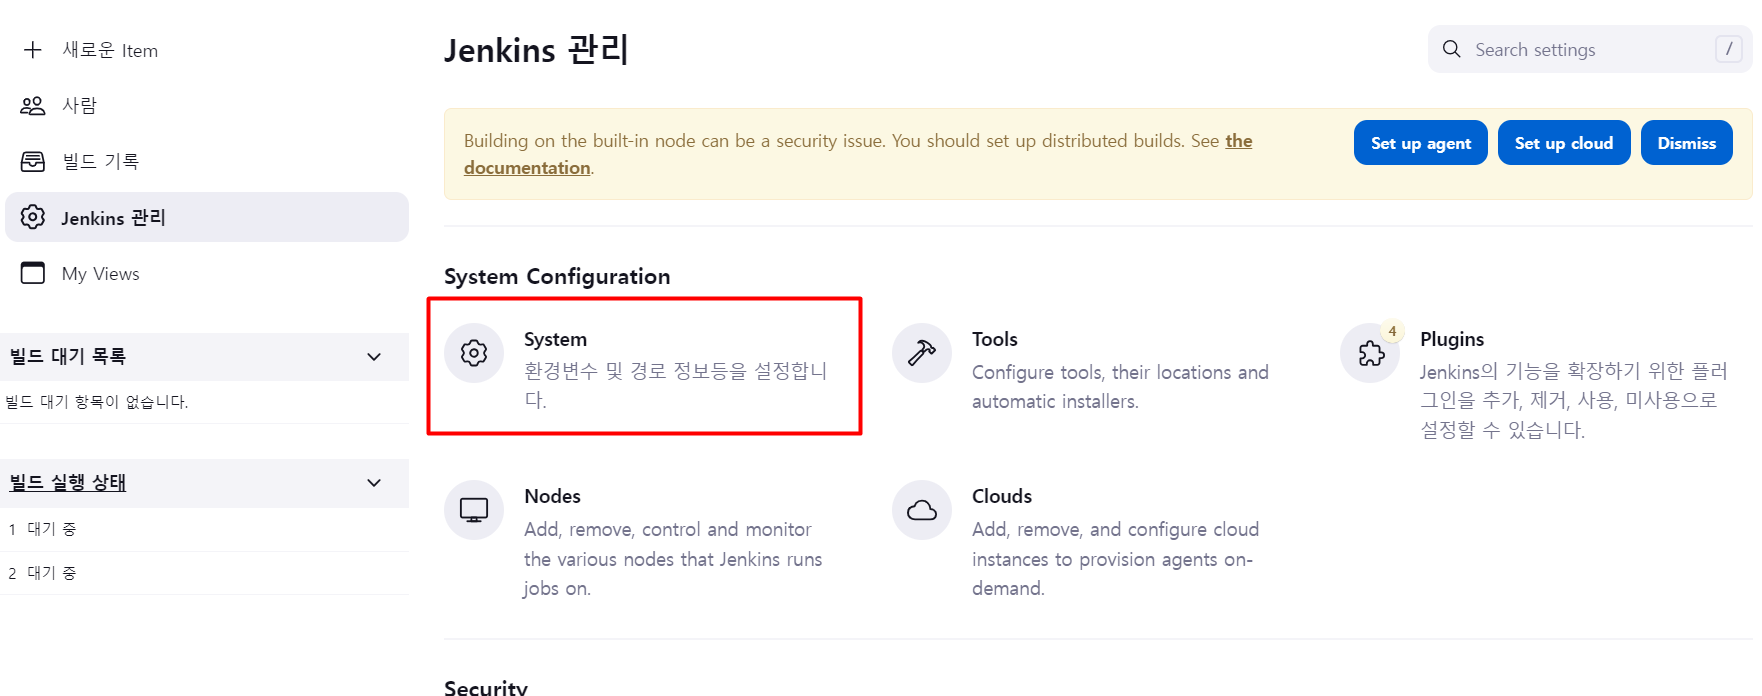 새로운 Item
사람
빌드 기록
Jenkins 관리
My Views
빌드 대기 목록
빌드 대기 항목이 없습니다.
빌드 실행 상태
1 대기 중
2 대기 중
Jenkins 관리
Search settings
/
Building on the built-in node can be a security issue. You should set up distributed builds. See the
documentation.
Set up agent
Set up cloud
Dismiss
System Configuration
System
환경변수 및 경로 정보등을 설정합니
다.
Tools
Configure tools, their locations and
automatic installers.
4
Plugins
Jenkins의 기능을 확장하기 위한 플러
그인을 추가, 제거, 사용, 미사용으로
설정할 수 있습니다.
Nodes
Add, remove, control and monitor
the various nodes that Jenkins runs
jobs on.
Clouds
Add, remove, and configure cloud
instances to provision agents on-
demand.
Security